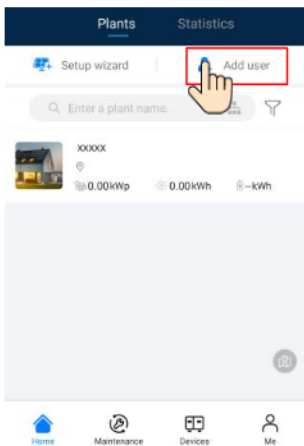 Plants Statistics
Setup wizard Add user
Enter a plant name.
xxxxx
0.00kWp 0.00kWh –kWh
Home Maintenance Devices Me